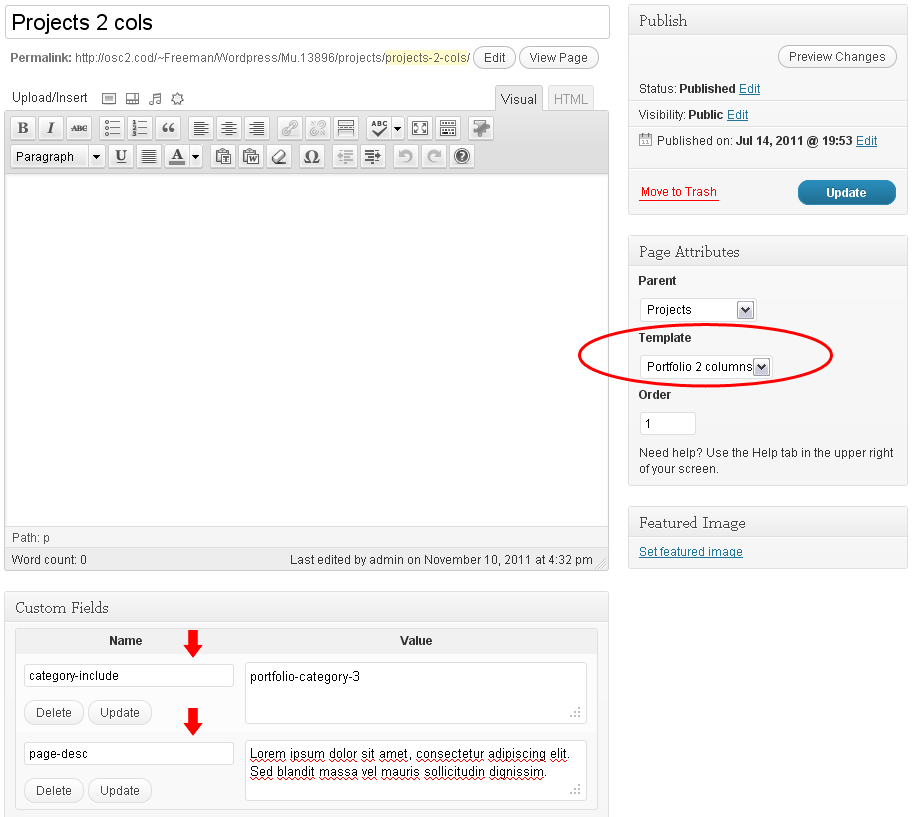 Projects 2 cols
Permalink: http://osc2.cod/~Freeman/Wordpress/Mu.13896/projects/projects-2-cols/ Edit View Page
Upload/Insert Visual HTML
B I ABC ABC
Paragraph U A T W Ω
Path: p
Word count: 0 Last edited by admin on November 10, 2011 at 4:32 pm
Custom Fields
Name Value
category-include portfolio-category-3
Delete Update
page-desc Lorem ipsum dolor sit amet, consectetur adipiscing elit.
Sed blandit massa vel mauris sollicitudin dignissim.
Delete Update
Publish
Preview Changes
Status: Published Edit
Visibility: Public Edit
Published on: Jul 14, 2011 @ 19:53 Edit
Move to Trash Update
Page Attributes
Parent
Projects
Template
Portfolio 2 columns
Order
1
Need help? Use the Help tab in the upper right
of your screen.
Featured Image
Set featured image